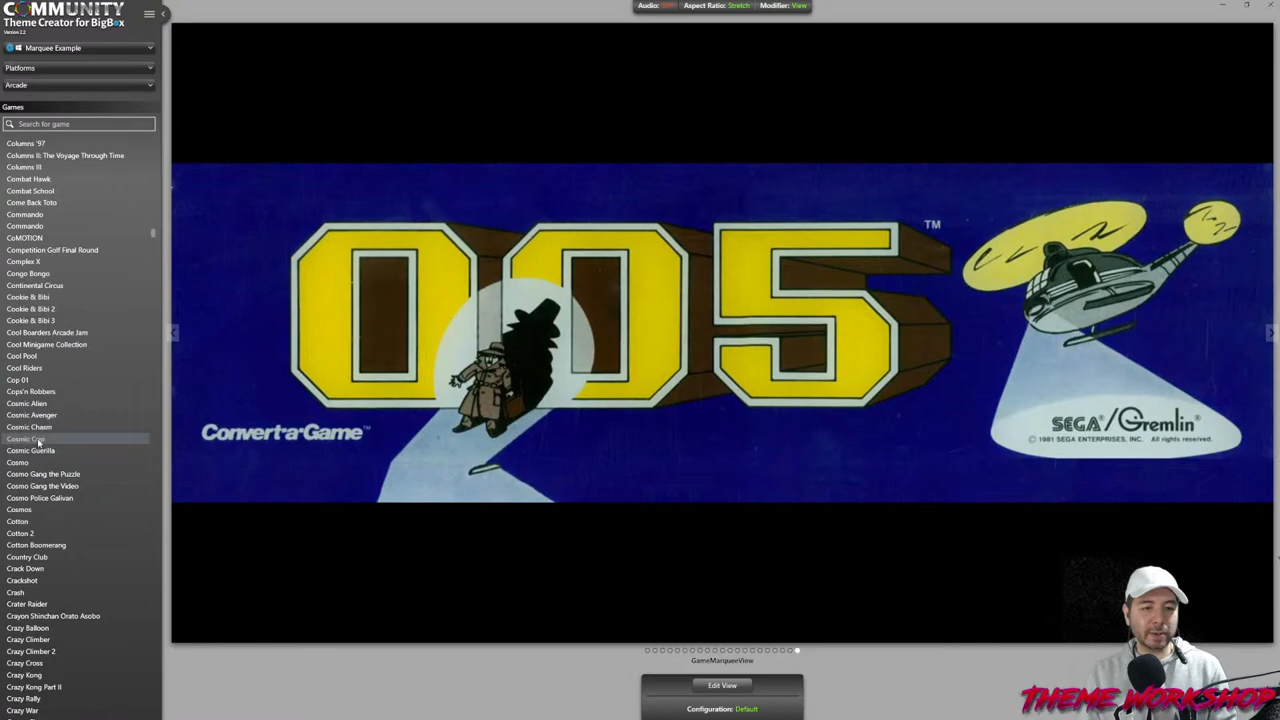 COMMUNITY
Theme Creator for BigBox
Version 2.2
Marquee Example
Platforms
Arcade
Games
Search for game
Columns '97
Columns II: The Voyage Through Time
Columns III
Combat Hawk
Combat School
Come Back Toto
Commando
Commando
CoMOTION
Competition Golf Final Round
Complex X
Congo Bongo
Continental Circus
Cookie & Bibi
Cookie & Bibi 2
Cookie & Bibi 3
Cool Boarders Arcade Jam
Cool Minigame Collection
Cool Pool
Cool Riders
Cop 01
Cops'n Robbers
Cosmic Alien
Cosmic Avenger
Cosmic Chasm
Cosmic Cop
Cosmic Guerilla
Cosmo
Cosmo Gang the Puzzle
Cosmo Gang the Video
Cosmo Police Galivan
Cosmos
Cotton
Cotton 2
Cotton Boomerang
Country Club
Crack Down
Crackshot
Crash
Crater Raider
Crayon Shinchan Orato Asobo
Crazy Balloon
Crazy Climber
Crazy Climber 2
Crazy Cross
Crazy Kong
Crazy Kong Part II
Crazy Rally
Crazy War
Audio: OFF Aspect Ratio: Stretch Modifier: View
005 TM
Convert-a-Game TM
SEGA/Gremlin
© 1981 SEGA ENTERPRISES, INC. All rights reserved.
GameMarqueeView
Edit View
Configuration: Default
THEME WORKSHOP